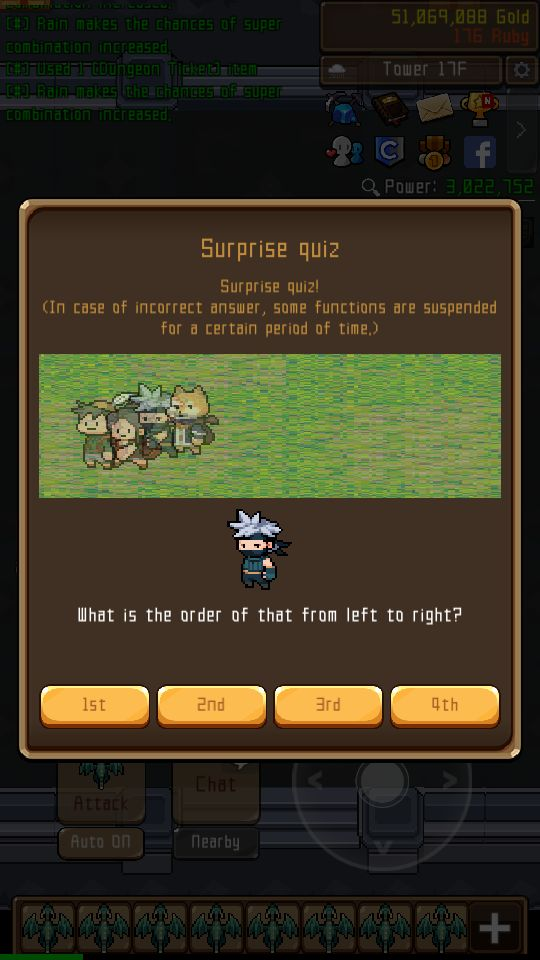 combination increased.
[#] Rain makes the chances of super
combination increased.
[#] Used 1 [Dungeon Ticket] item
[#] Rain makes the chances of super
combination increased.
51,069,088 Gold
176 Ruby
Tower 17F
N
C
1
f
Power: 3,022,752
Surprise quiz
Surprise quiz!
(In case of incorrect answer, some functions are suspended
for a certain period of time.)
What is the order of that from left to right?
1st 2nd 3rd 4th
Attack Chat
Auto ON Nearby